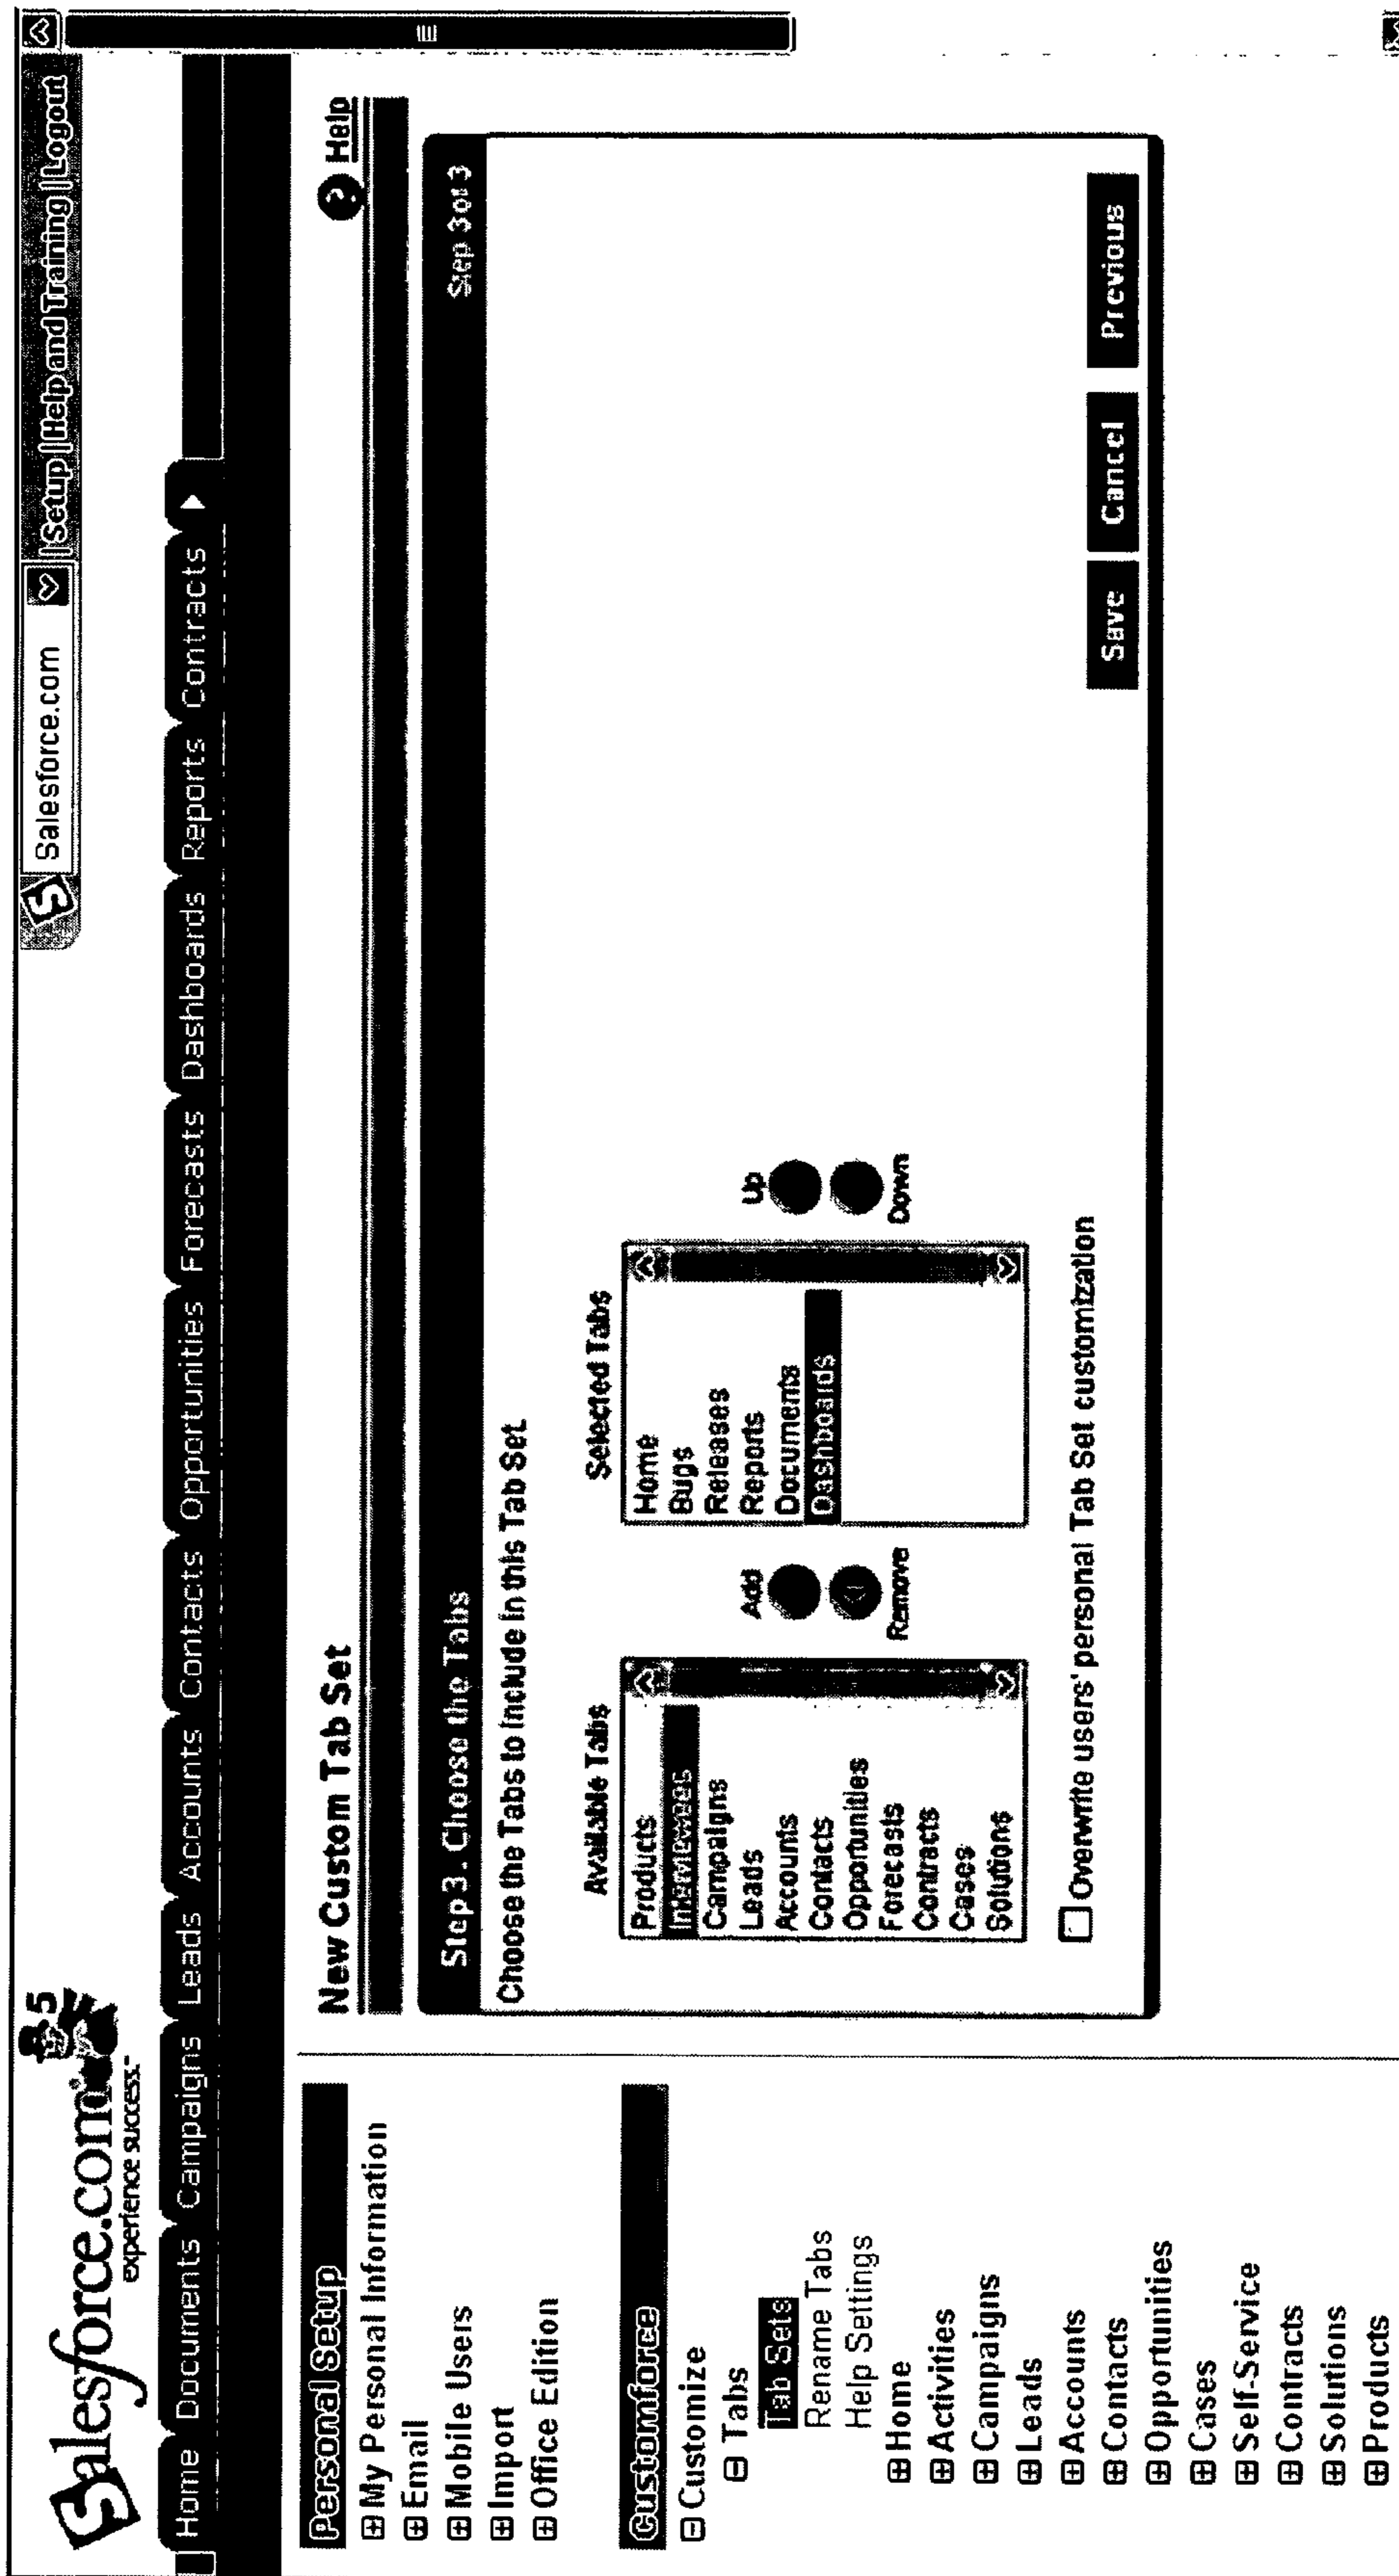 Salesforce.com | Setup | Help and Training | Logout
salesforce.com
5
experience success™
Home Documents Campaigns Leads Accounts Contacts Opportunities Forecasts Dashboards Reports Contracts
Personal Setup
My Personal Information
Email
Mobile Users
Import
Office Edition
Customforce
Customize
Tabs
Tab Sets
Rename Tabs
Help Settings
Home
Activities
Campaigns
Leads
Accounts
Contacts
Opportunities
Cases
Self-Service
Contracts
Solutions
Products
New Custom Tab Set
? Help
Step 3. Choose the Tabs
Step 3 of 3
Choose the Tabs to include in this Tab Set.
Available Tabs
Products
Interviewees
Campaigns
Leads
Accounts
Contacts
Opportunities
Forecasts
Contracts
Cases
Solutions
Add
Remove
Selected Tabs
Home
Bugs
Releases
Reports
Documents
Dashboards
Up
Down
Overwrite users' personal Tab Set customization
Save Cancel Previous